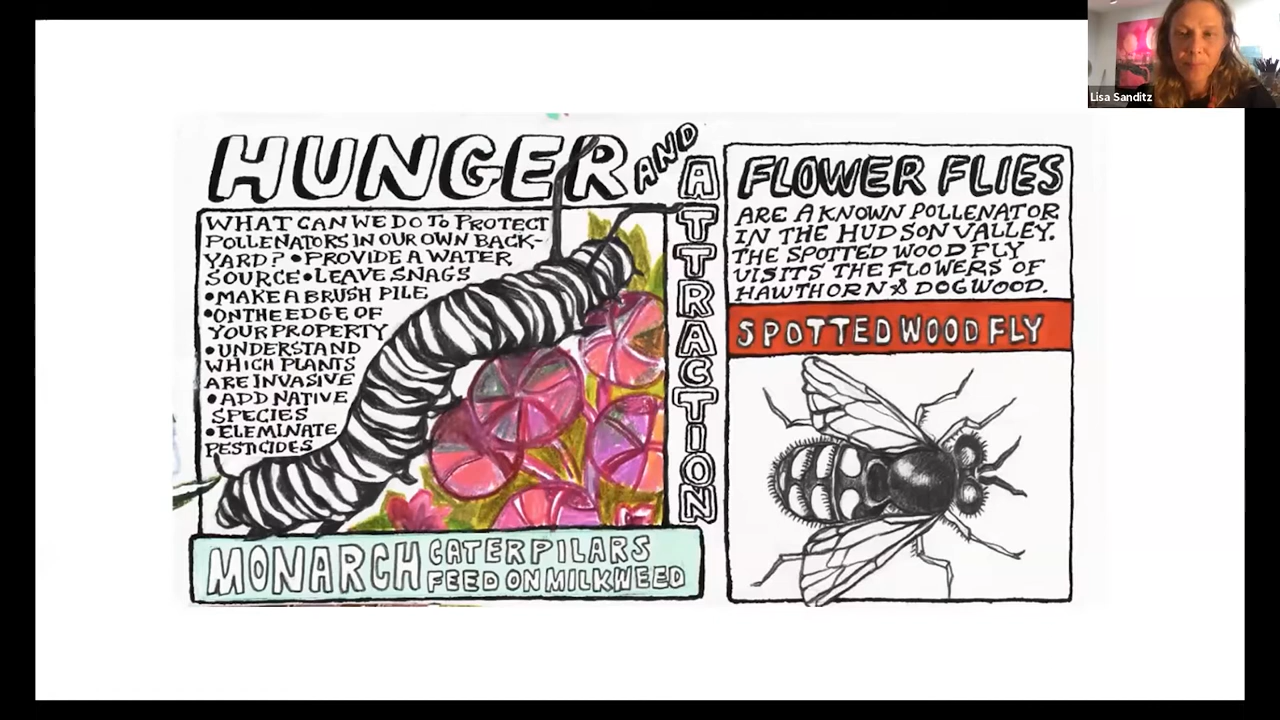 HUNGER AND
ATTRACTION
WHAT CAN WE DO TO PROTECT
POLLENATORS IN OUR OWN BACK-
YARD? • PROVIDE A WATER
SOURCE • LEAVE SNAGS
• MAKE A BRUSH PILE
• ON THE EDGE OF
YOUR PROPERTY
• UNDERSTAND
WHICH PLANTS
ARE INVASIVE
• ADD NATIVE
SPECIES
• ELEMINATE
PESTICIDES
MONARCH CATERPILARS
FEED ON MILKWEED
FLOWER FLIES
ARE A KNOWN POLLENATOR
IN THE HUDSON VALLEY.
THE SPOTTED WOOD FLY
VISITS THE FLOWERS OF
HAWTHORN & DOGWOOD.
SPOTTED WOOD FLY
Lisa Sanditz